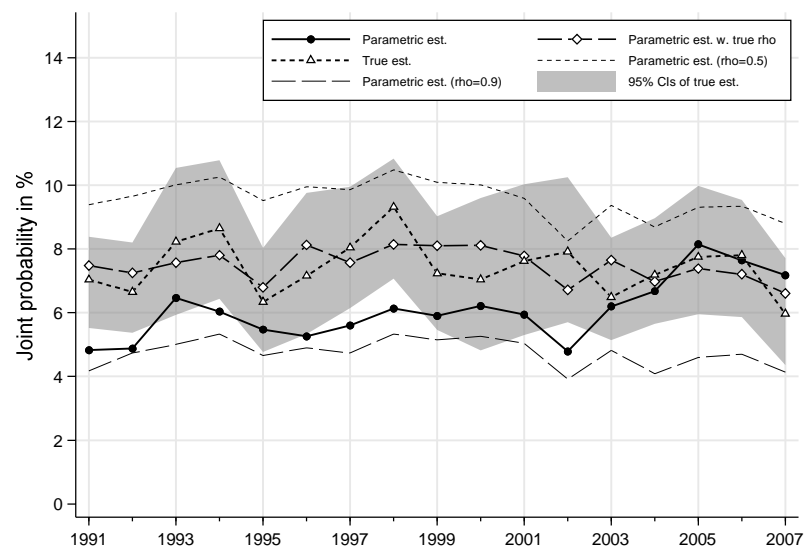 Parametric est.
True est.
Parametric est. (rho=0.9)
Parametric est. w. true rho
Parametric est. (rho=0.5)
95% CIs of true est.
Joint probability in %
14
12
10
8
6
4
2
0
1991 1993 1995 1997 1999 2001 2003 2005 2007